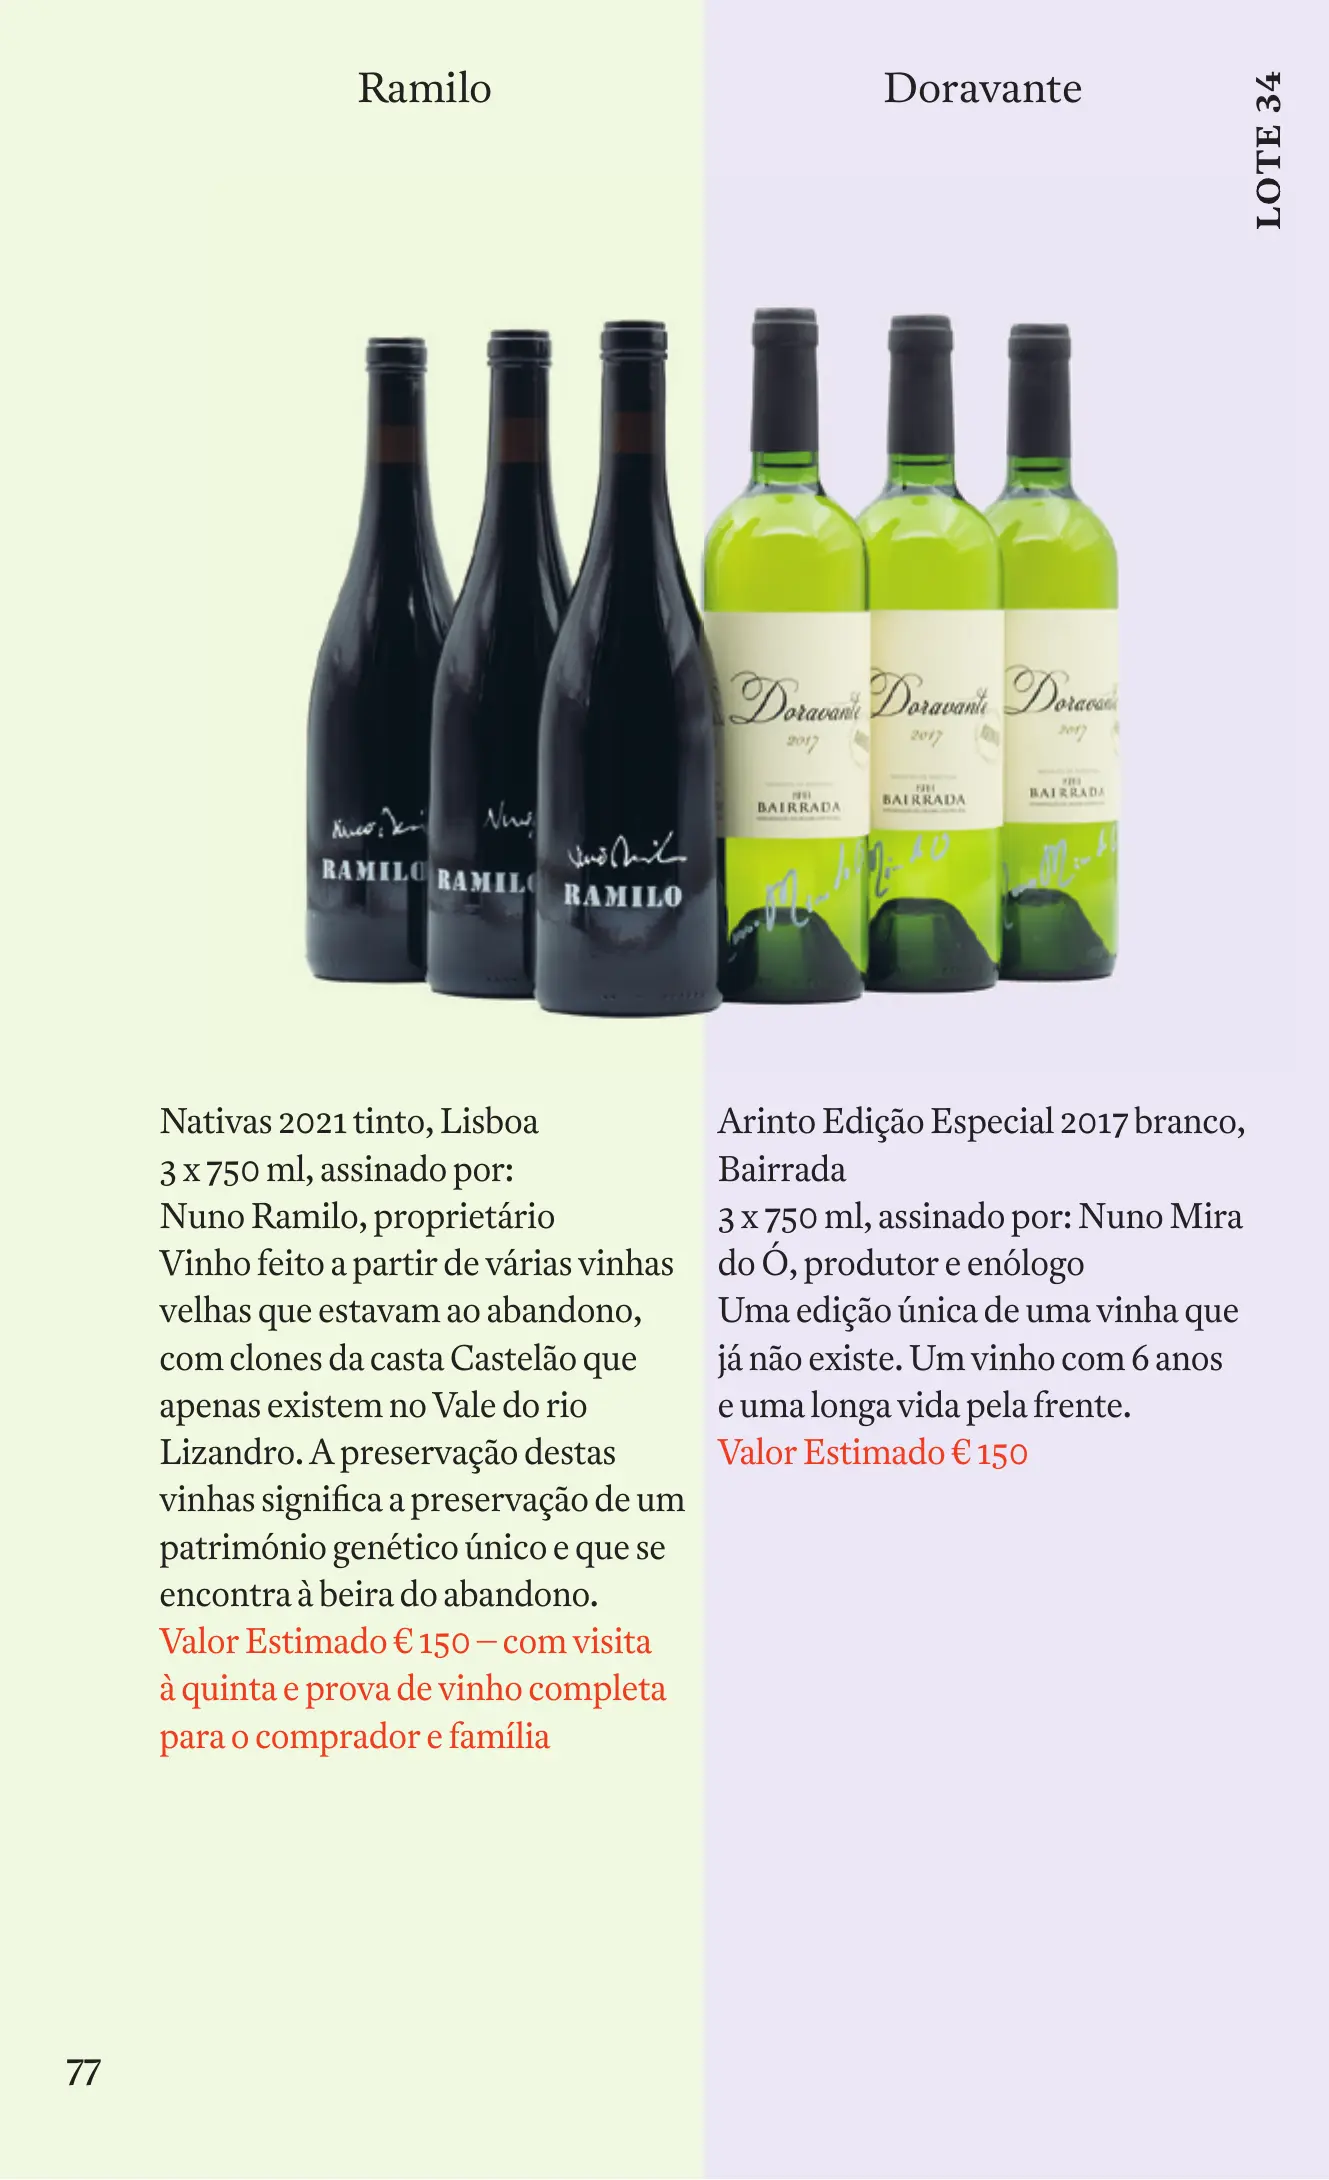 Ramilo
Doravante
LOTE 34
RAMILO
RAMILO
RAMILO
Doravante
2017
BAIRRADA
Doravante
2017
BAIRRADA
Doravante
2017
BAIRRADA
Nativas 2021 tinto, Lisboa
3 x 750 ml, assinado por:
Nuno Ramilo, proprietário
Vinho feito a partir de várias vinhas
velhas que estavam ao abandono,
com clones da casta Castelão que
apenas existem no Vale do rio
Lizandro. A preservação destas
vinhas significa a preservação de um
património genético único e que se
encontra à beira do abandono.
Valor Estimado € 150 – com visita
à quinta e prova de vinho completa
para o comprador e família
Arinto Edição Especial 2017 branco,
Bairrada
3 x 750 ml, assinado por: Nuno Mira
do Ó, produtor e enólogo
Uma edição única de uma vinha que
já não existe. Um vinho com 6 anos
e uma longa vida pela frente.
Valor Estimado € 150
77